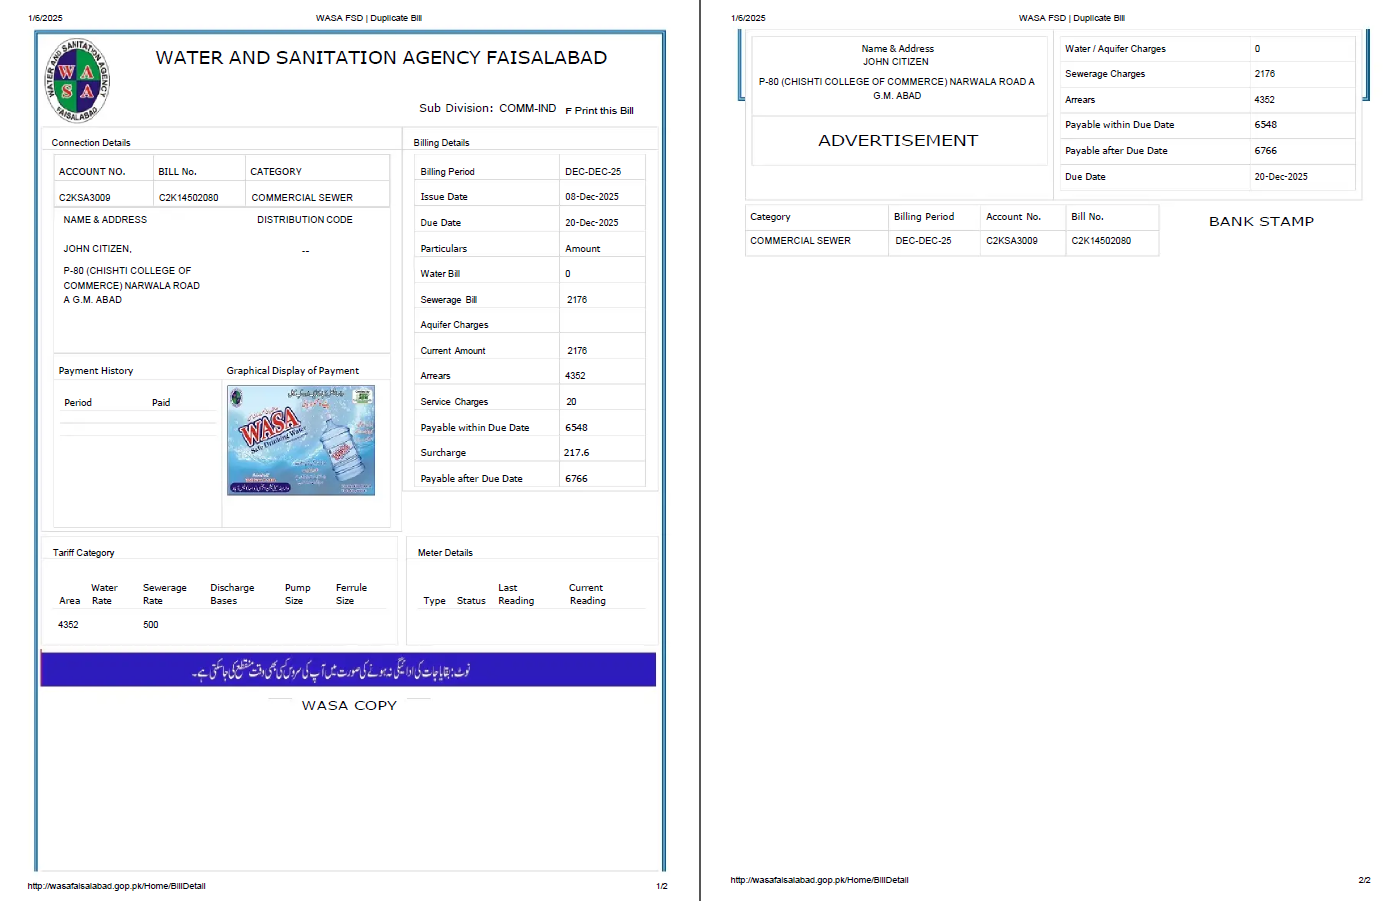 1/6/2025
WASA FSD | Duplicate Bill
WATER AND SANITATION AGENCY
FAISALABAD
W A
S A
WATER AND SANITATION AGENCY FAISALABAD
Sub Division: COMM-IND F Print this Bill
Connection Details
ACCOUNT NO. BILL No. CATEGORY
C2KSA3009 C2K14502080 COMMERCIAL SEWER
NAME & ADDRESS DISTRIBUTION CODE
JOHN CITIZEN, --
P-80 (CHISHTI COLLEGE OF
COMMERCE) NARWALA ROAD
A G.M. ABAD
Payment History Graphical Display of Payment
Period Paid
WASA
Safe Drinking Water
Billing Details
Billing Period DEC-DEC-25
Issue Date 08-Dec-2025
Due Date 20-Dec-2025
Particulars Amount
Water Bill 0
Sewerage Bill 2176
Aquifer Charges
Current Amount 2176
Arrears 4352
Service Charges 20
Payable within Due Date 6548
Surcharge 217.6
Payable after Due Date 6766
Tariff Category
Area Water Rate Sewerage Rate Discharge Bases Pump Size Ferrule Size
4352 500
Meter Details
Type Status Last Reading Current Reading
نوٹ: بقایا جات کی ادائیگی نہ ہونے کی صورت میں آپ کی سروس کسی بھی وقت منقطع کی جا سکتی ہے۔
WASA COPY
http://wasafaisalabad.gop.pk/Home/BillDetail
1/2
1/6/2025
WASA FSD | Duplicate Bill
Name & Address
JOHN CITIZEN
P-80 (CHISHTI COLLEGE OF COMMERCE) NARWALA ROAD A
G.M. ABAD
ADVERTISEMENT
Water / Aquifer Charges 0
Sewerage Charges 2176
Arrears 4352
Payable within Due Date 6548
Payable after Due Date 6766
Due Date 20-Dec-2025
Category Billing Period Account No. Bill No.
COMMERCIAL SEWER DEC-DEC-25 C2KSA3009 C2K14502080
BANK STAMP
http://wasafaisalabad.gop.pk/Home/BillDetail
2/2